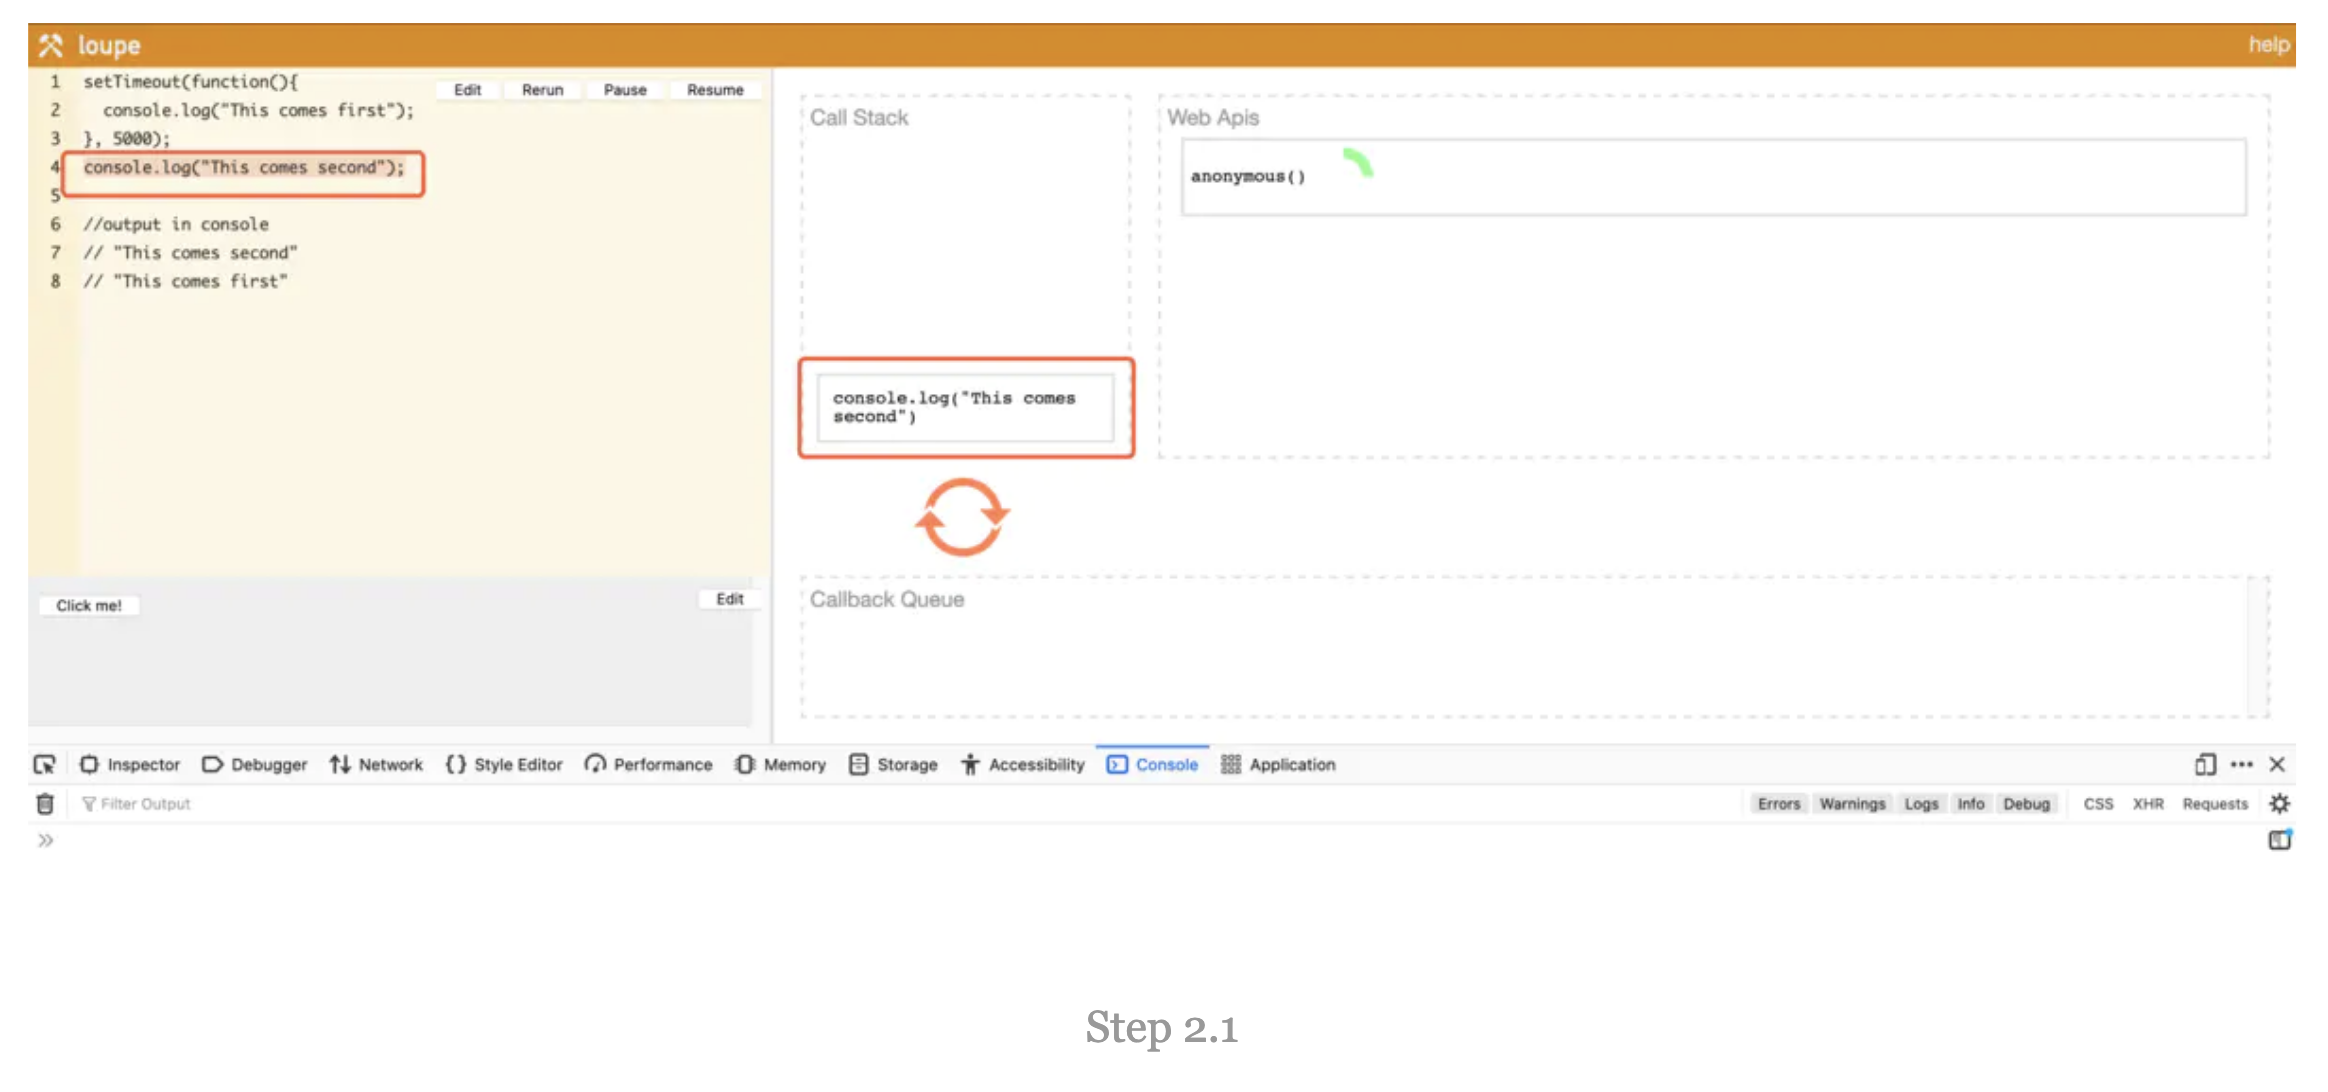 loupe
help
1 setTimeout(function(){
2 console.log("This comes first");
3 }, 5000);
4 console.log("This comes second");
5
6 //output in console
7 // "This comes second"
8 // "This comes first"
Edit Rerun Pause Resume
Call Stack
console.log("This comes
second")
Web Apis
anonymous()
Click me!
Edit
Callback Queue
Inspector Debugger Network {} Style Editor Performance Memory Storage Accessibility Console Application
Filter Output
Errors Warnings Logs Info Debug CSS XHR Requests
Step 2.1